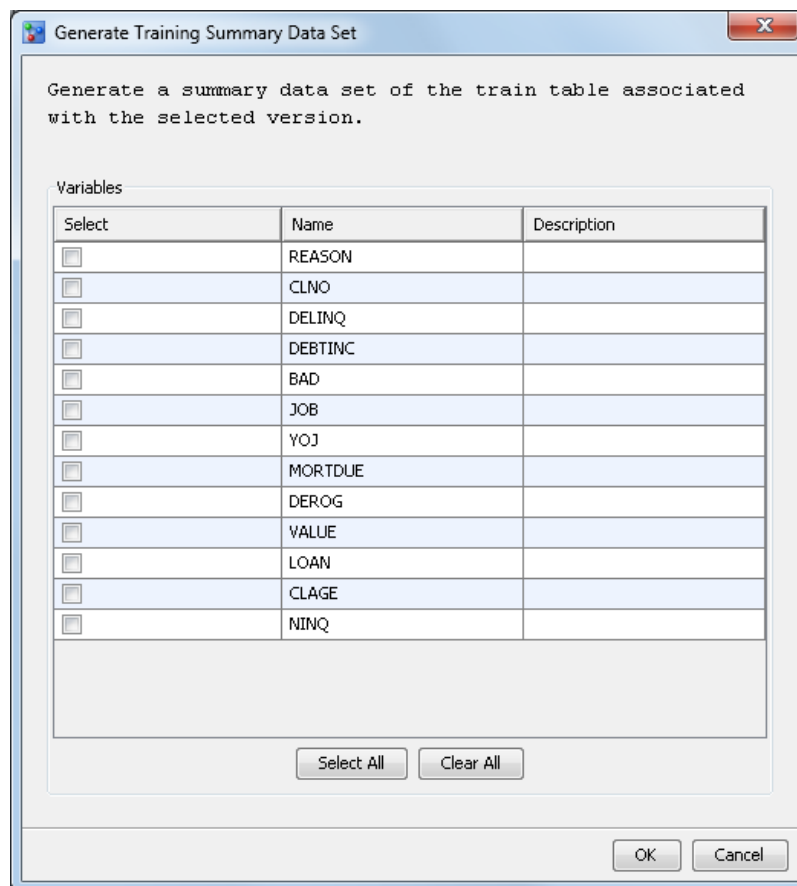 Generate Training Summary Data Set
Generate a summary data set of the train table associated
with the selected version.
Variables
Select Name Description
REASON
CLNO
DELINQ
DEBTINC
BAD
JOB
YOJ
MORTDUE
DEROG
VALUE
LOAN
CLAGE
NINQ
Select All Clear All
OK Cancel